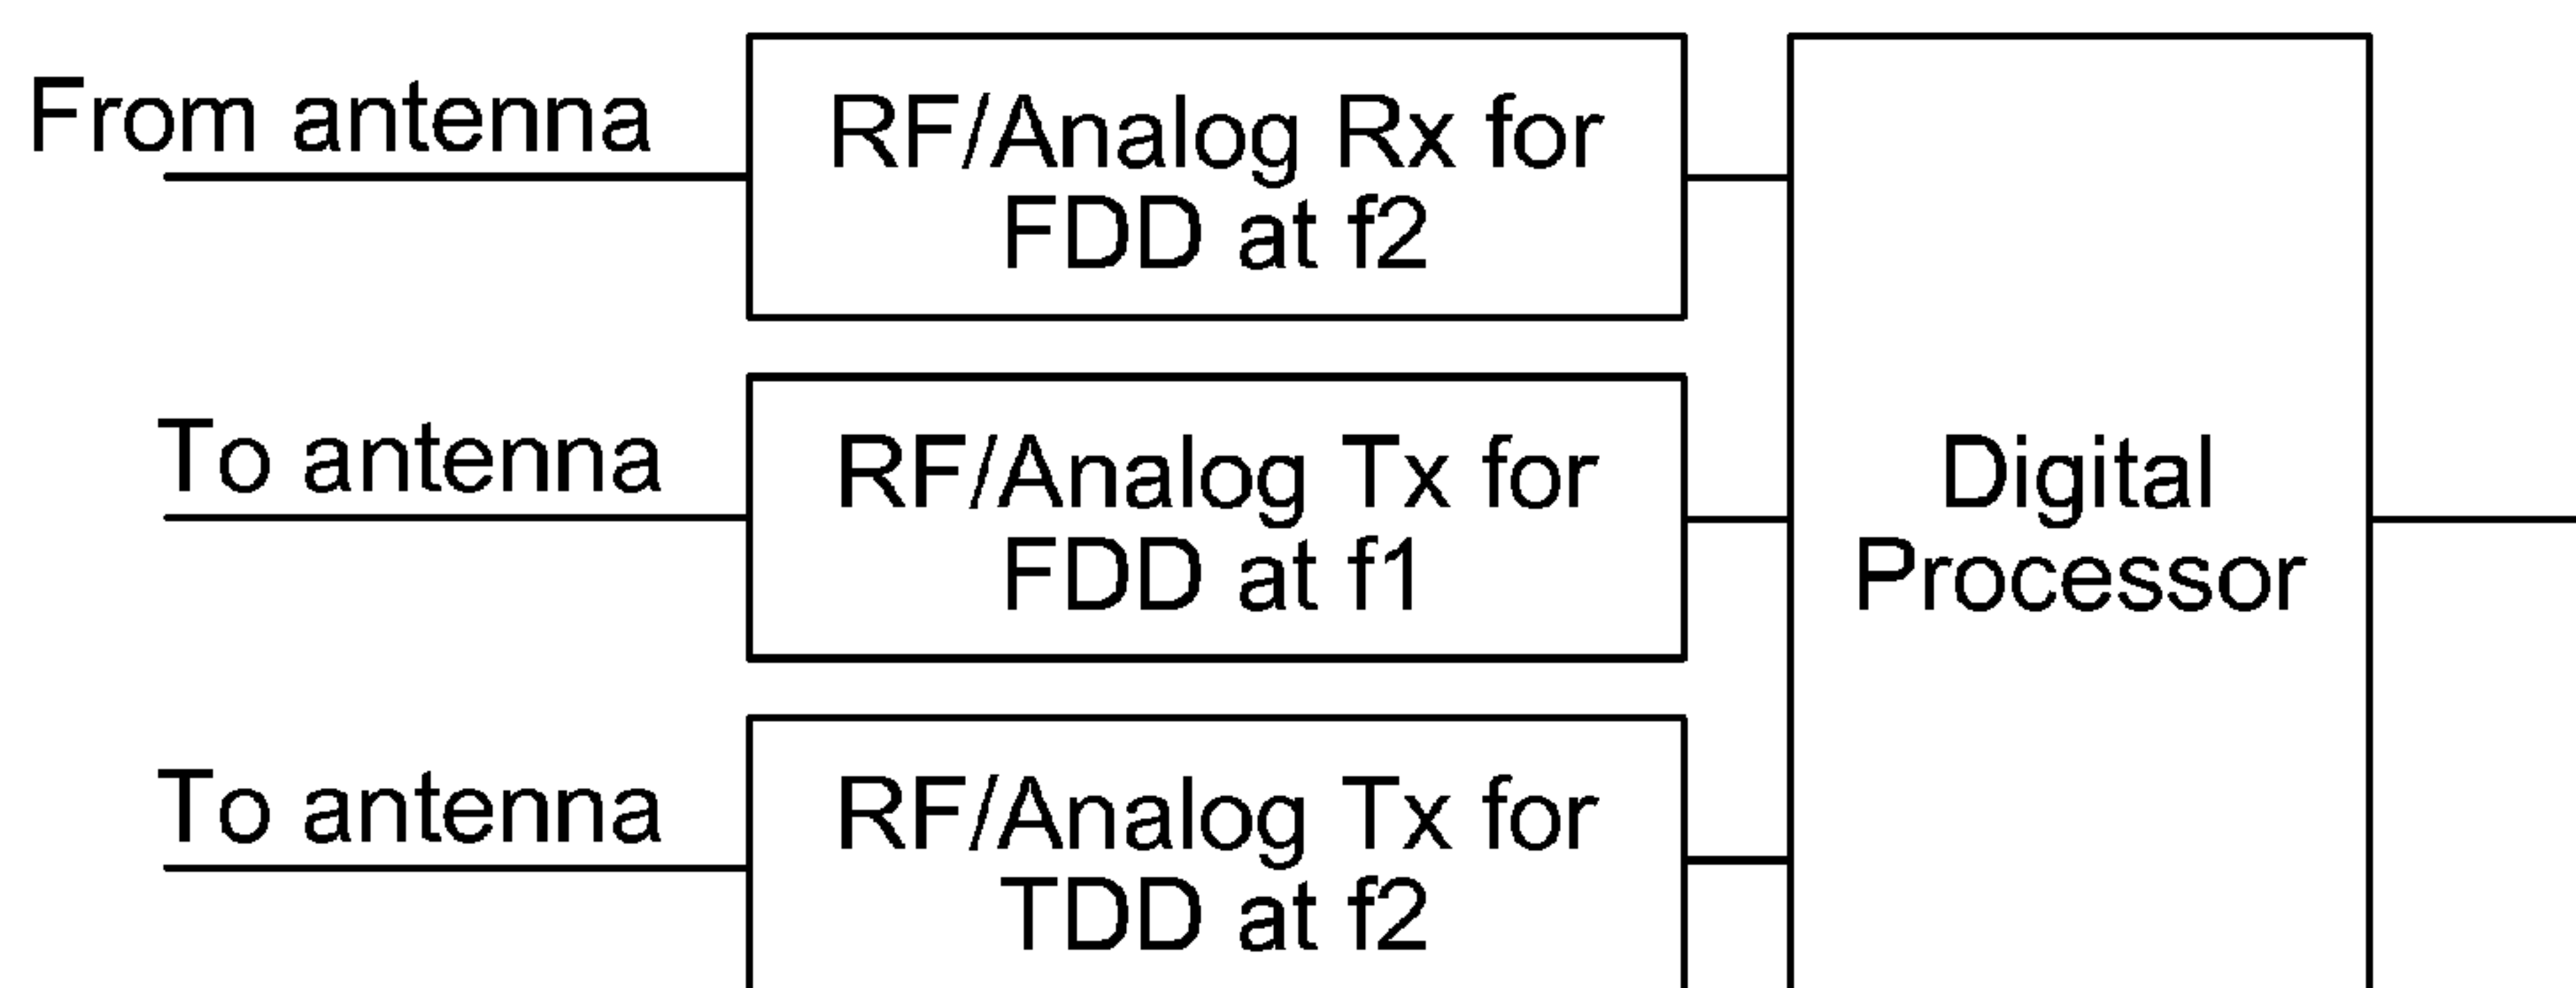 From antenna
RF/Analog Rx for
FDD at f2
To antenna
RF/Analog Tx for
FDD at f1
Digital
Processor
To antenna
RF/Analog Tx for
TDD at f2